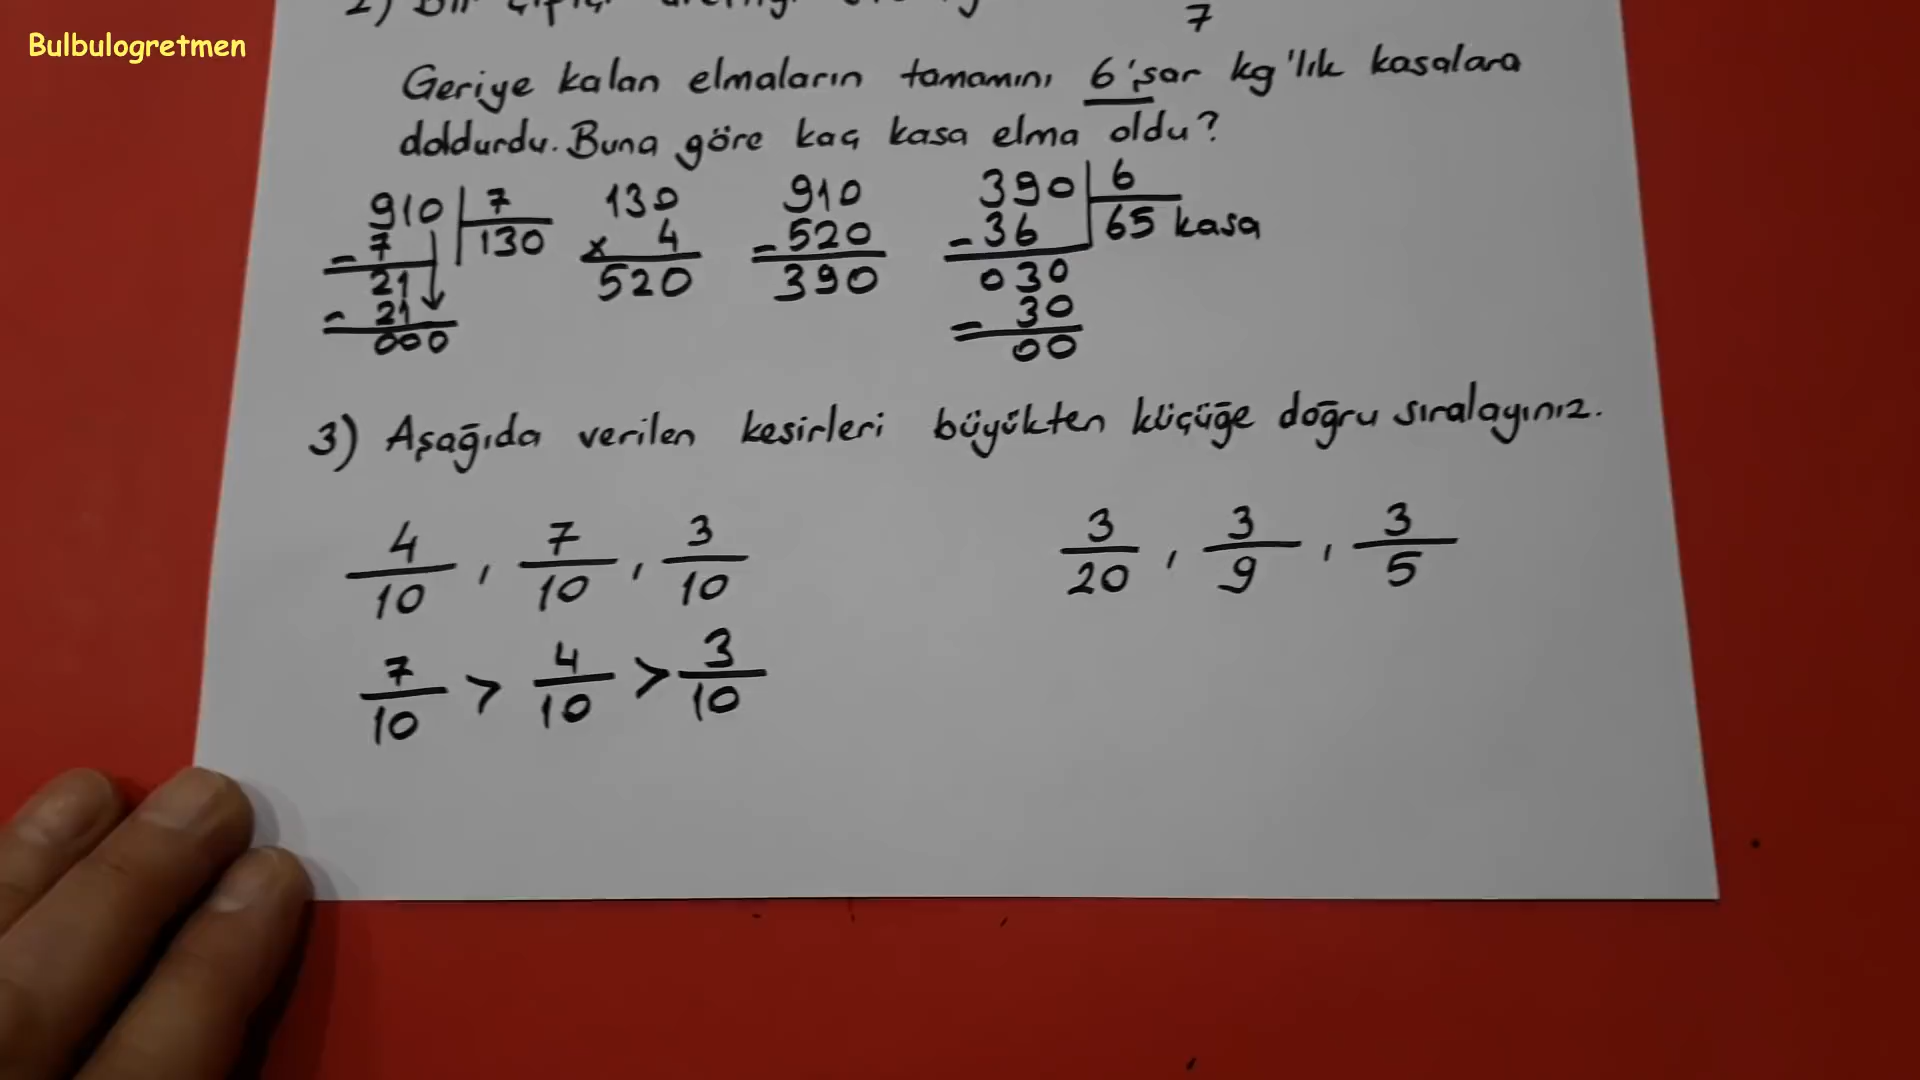 Bulbulogretmen
2) Bir çiftçi
7
Geriye kalan elmaların tamamını 6'şar kg'lık kasalara
doldurdu. Buna göre kaç kasa elma oldu?
910 7 130 910 390 6
- 7 130 x 4 - 520 - 36 65 kasa
21 520 390 030
- 21 - 30
000 00
3) Aşağıda verilen kesirleri büyükten küçüğe doğru sıralayınız.
4/10 , 7/10 , 3/10 3/20 , 3/9 , 3/5
7/10 > 4/10 > 3/10